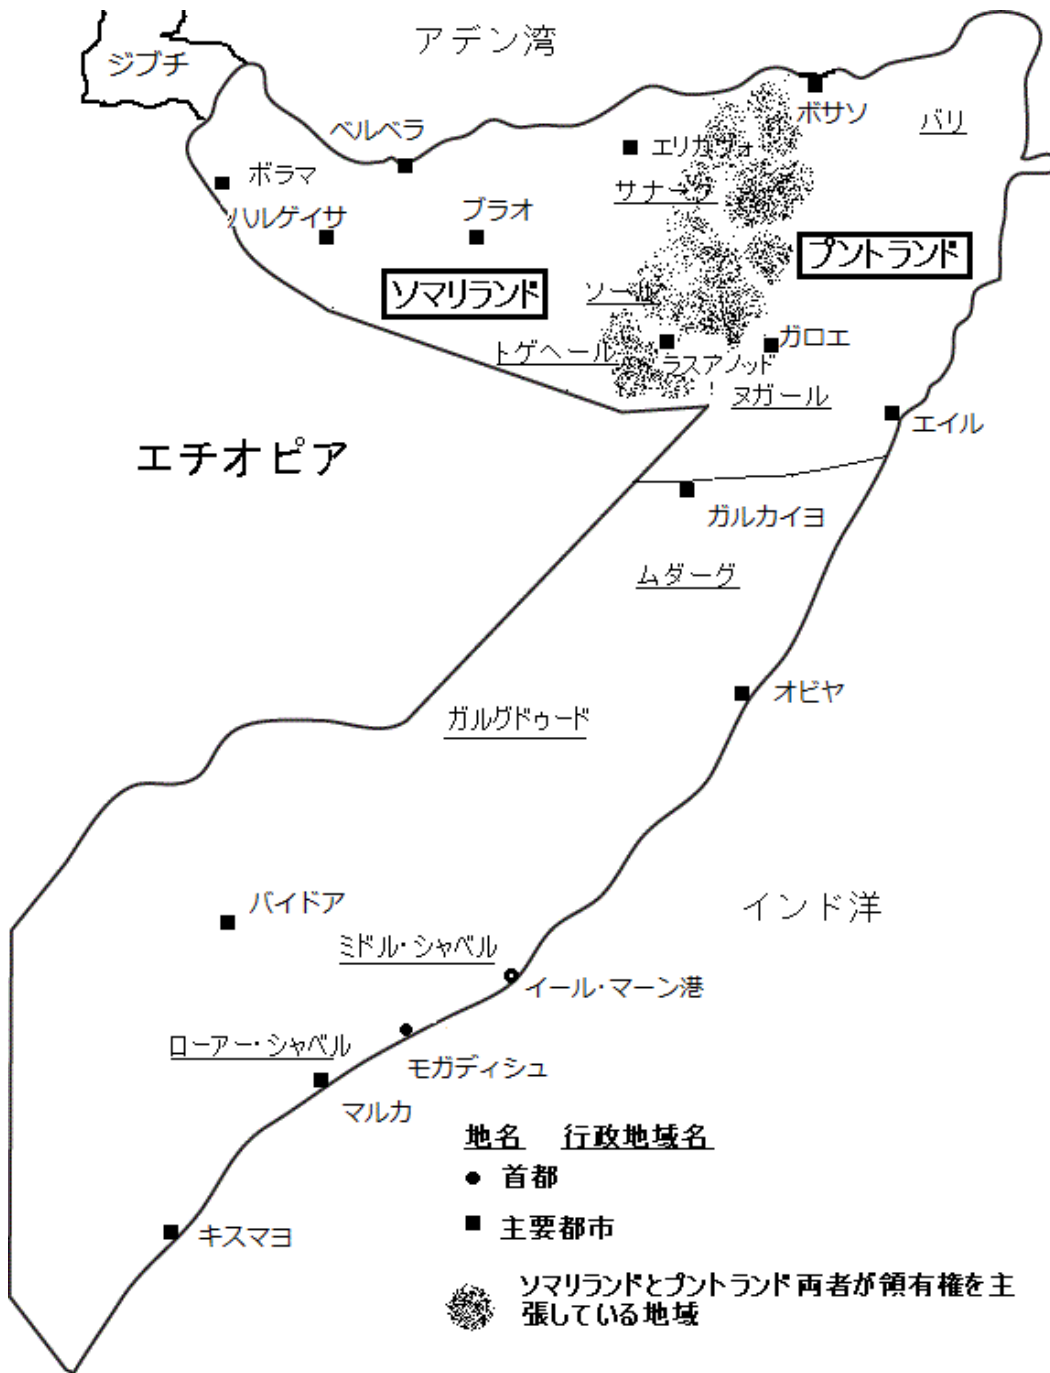 アデン湾
ジブチ
ボサソ
バリ
ベルベラ
エリガヴォ
ボラマ
サナーグ
ハルゲイサ
ブラオ
プントランド
ソマリランド
ソール
ガロエ
トゲヘール
ラスアノッド
ヌガール
エイル
エチオピア
ガルカイヨ
ムダーグ
オビヤ
ガルグドゥード
バイドア
インド洋
ミドル・シャベル
イール・マーン港
ローアー・シャベル
モガディシュ
マルカ
地名 行政地域名
首都
キスマヨ
主要都市
ソマリランドとプントランド両者が領有権を主
張している地域